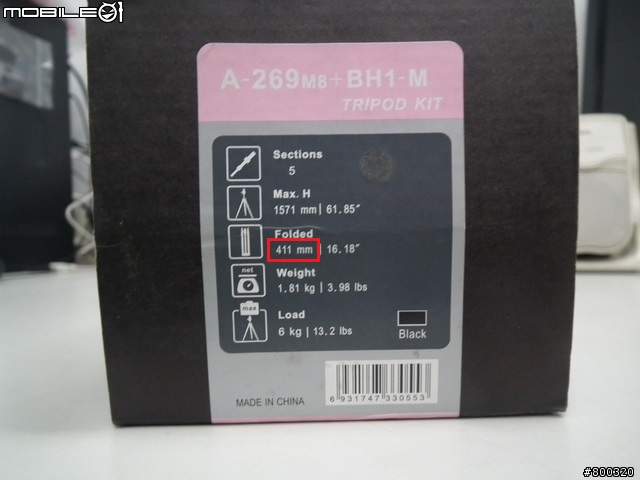 MOBILE01
A-269M8+BH1-M
TRIPOD KIT
Sections
5
Max. H
1571 mm| 61.85″
Folded
411 mm | 16.18″
net
Weight
1.81 kg | 3.98 lbs
max
Load
6 kg | 13.2 lbs
Black
MADE IN CHINA
6 931747 330553
#800320